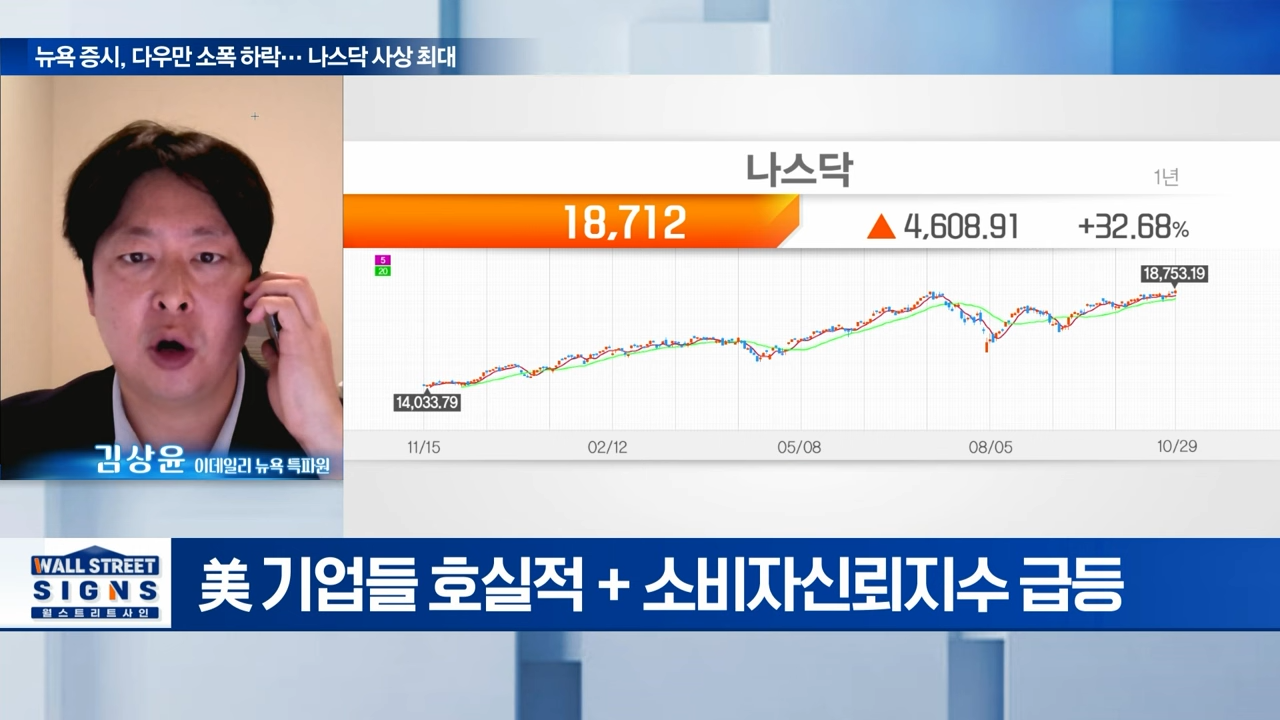 뉴욕 증시, 다우만 소폭 하락… 나스닥 사상 최대
나스닥
1년
18,712
▲ 4,608.91
+32.68%
5
20
18,753.19
14,033.79
11/15 02/12 05/08 08/05 10/29
김상윤 이데일리 뉴욕 특파원
WALL STREET
SIGNS
월스트리트사인
美 기업들 호실적 + 소비자신뢰지수 급등